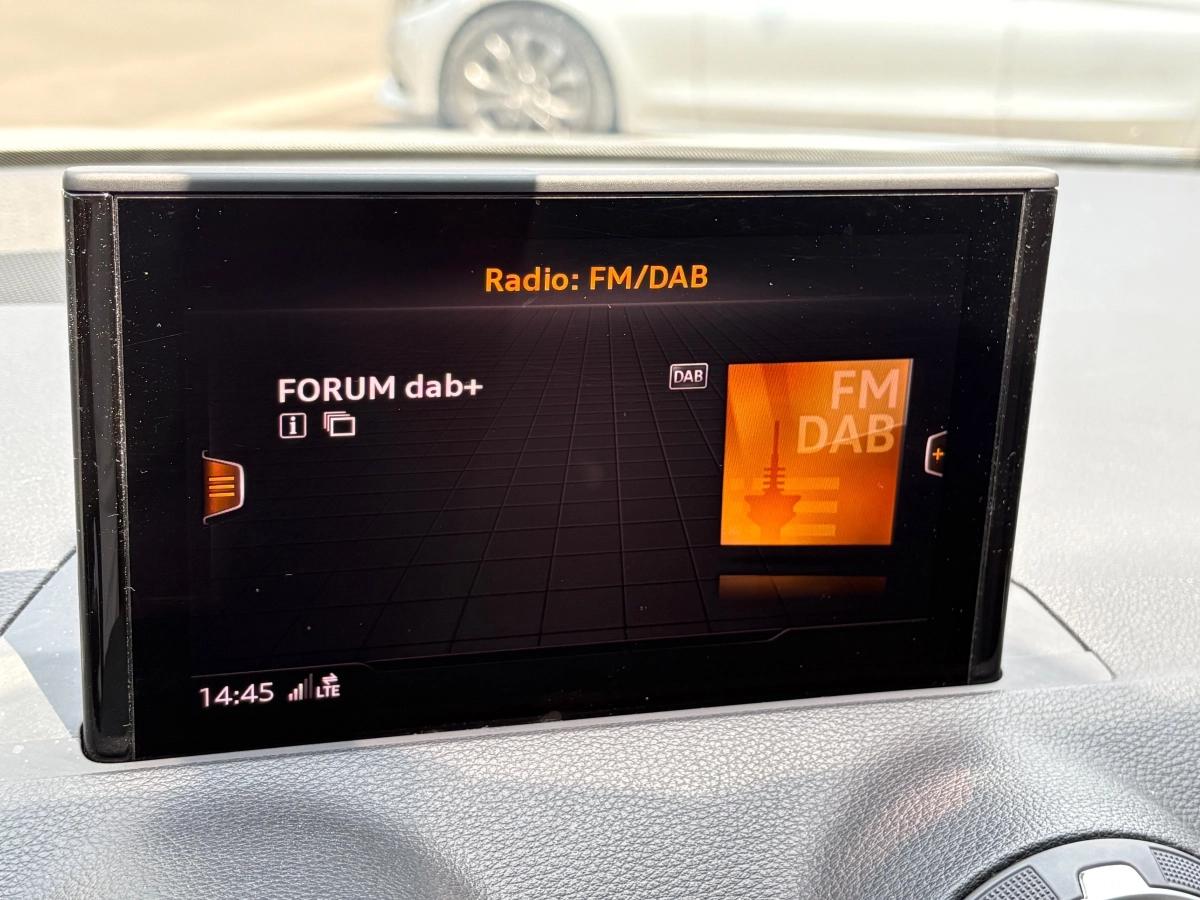 Radio: FM/DAB
FORUM dab+
DAB
FM
DAB
14:45
LTE